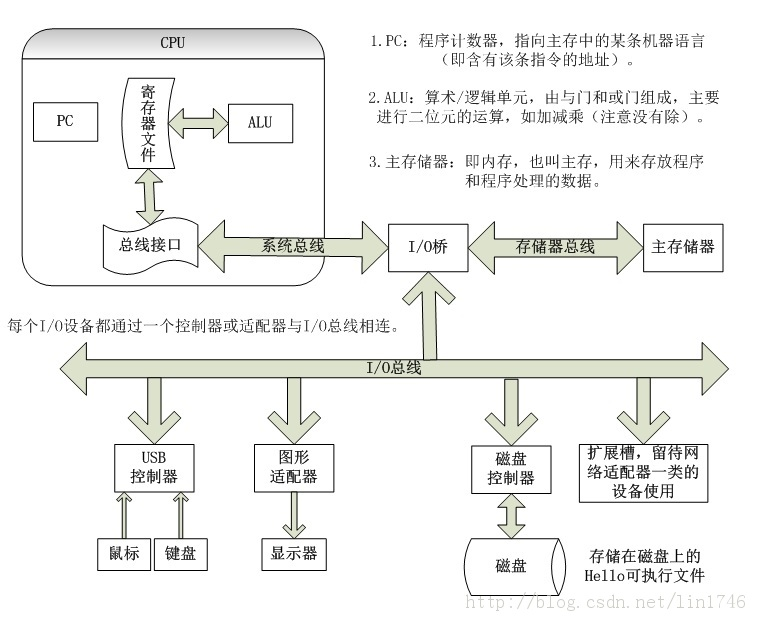 CPU
PC
寄存器文件
ALU
总线接口
1.PC：程序计数器，指向主存中的某条机器语言
（即含有该条指令的地址）。
2.ALU：算术/逻辑单元，由与门和或门组成，主要
进行二位元的运算，如加减乘（注意没有除）。
3.主存储器：即内存，也叫主存，用来存放程序
和程序处理的数据。
系统总线
I/O桥
存储器总线
主存储器
每个I/O设备都通过一个控制器或适配器与I/O总线相连。
I/O总线
USB
控制器
图形
适配器
磁盘
控制器
扩展槽，留待网
络适配器一类的
设备使用
鼠标
键盘
显示器
磁盘
存储在磁盘上的
Hello可执行文件
http://blog.csdn.net/lin1746